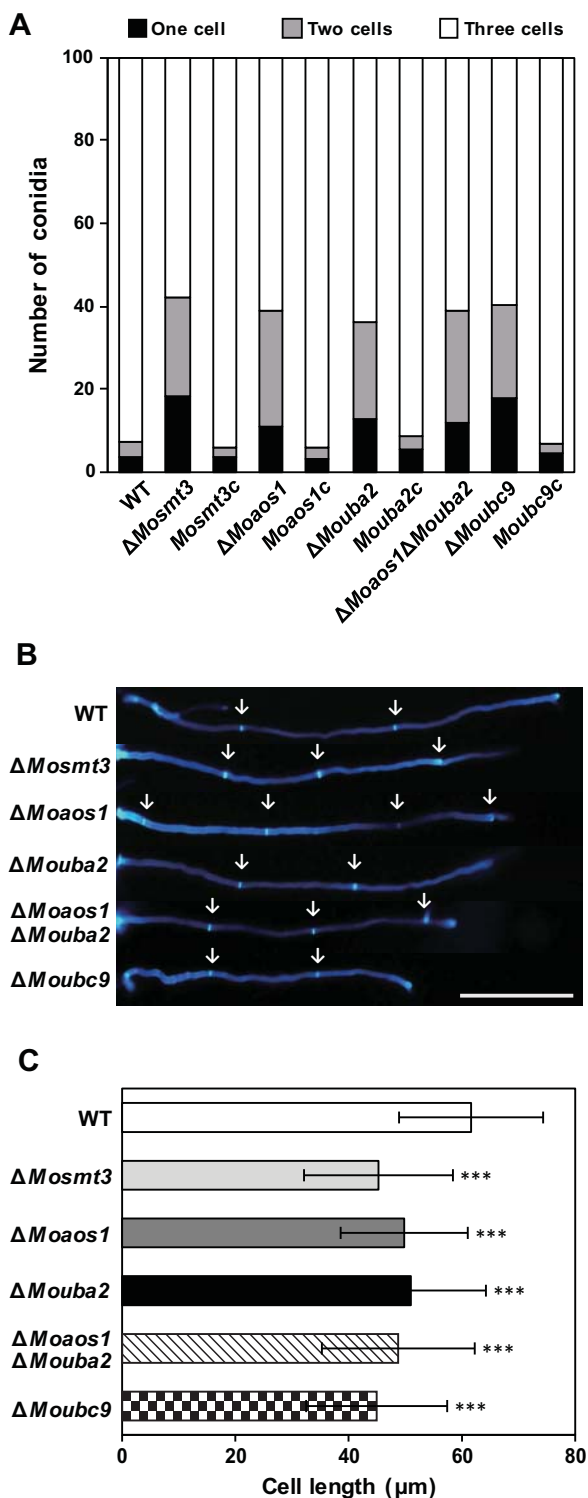 A
One cell Two cells Three cells
Number of conidia
100
80
60
40
20
0
WT
ΔMosmt3
Mosmt3c
ΔMoaos1
Moaos1c
ΔMouba2
Mouba2c
ΔMoaos1ΔMouba2
ΔMoubc9
Moubc9c
B
WT
ΔMosmt3
ΔMoaos1
ΔMouba2
ΔMoaos1
ΔMouba2
ΔMoubc9
C
WT
ΔMosmt3
***
ΔMoaos1
***
ΔMouba2
***
ΔMoaos1
ΔMouba2
***
ΔMoubc9
***
0 20 40 60 80
Cell length (µm)